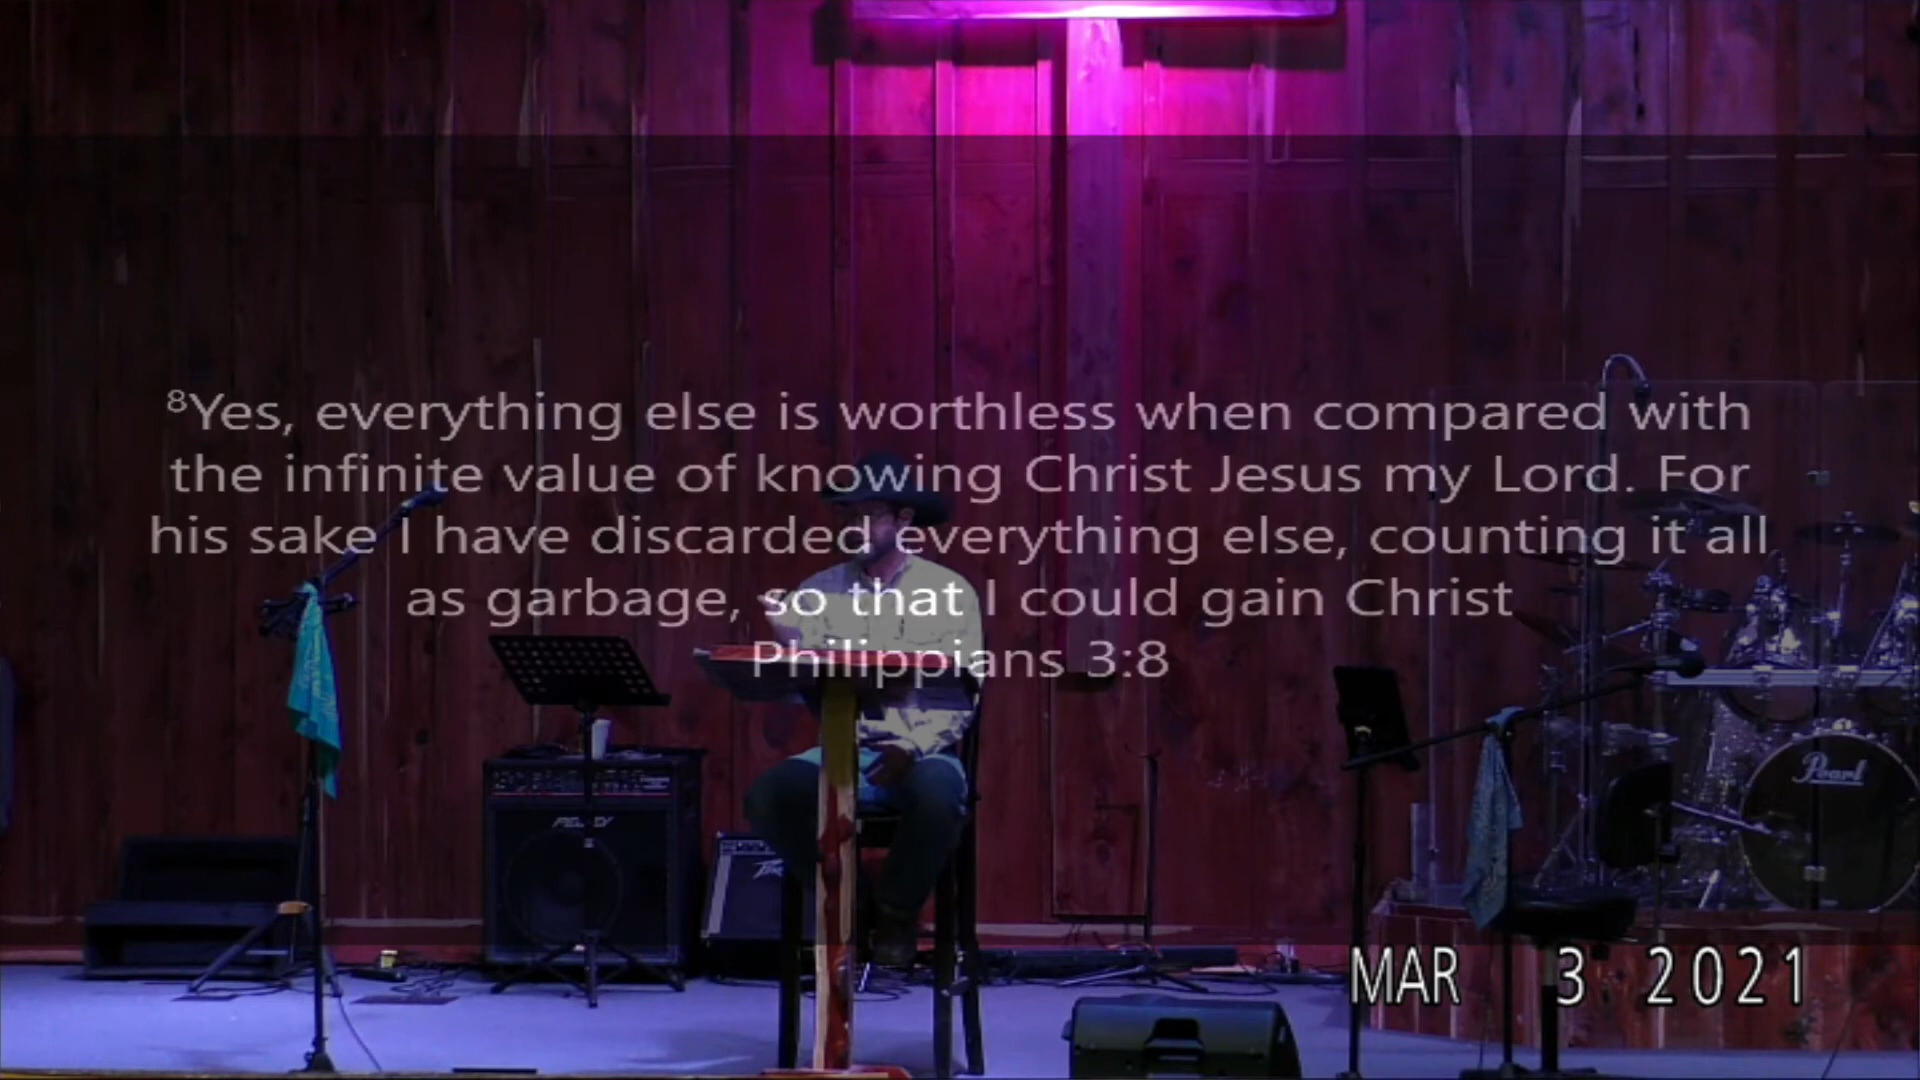 ⁸Yes, everything else is worthless when compared with
the infinite value of knowing Christ Jesus my Lord. For
his sake I have discarded everything else, counting it all
as garbage, so that I could gain Christ
Philippians 3:8
PEAVEY
Pearl
MAR 3 2021